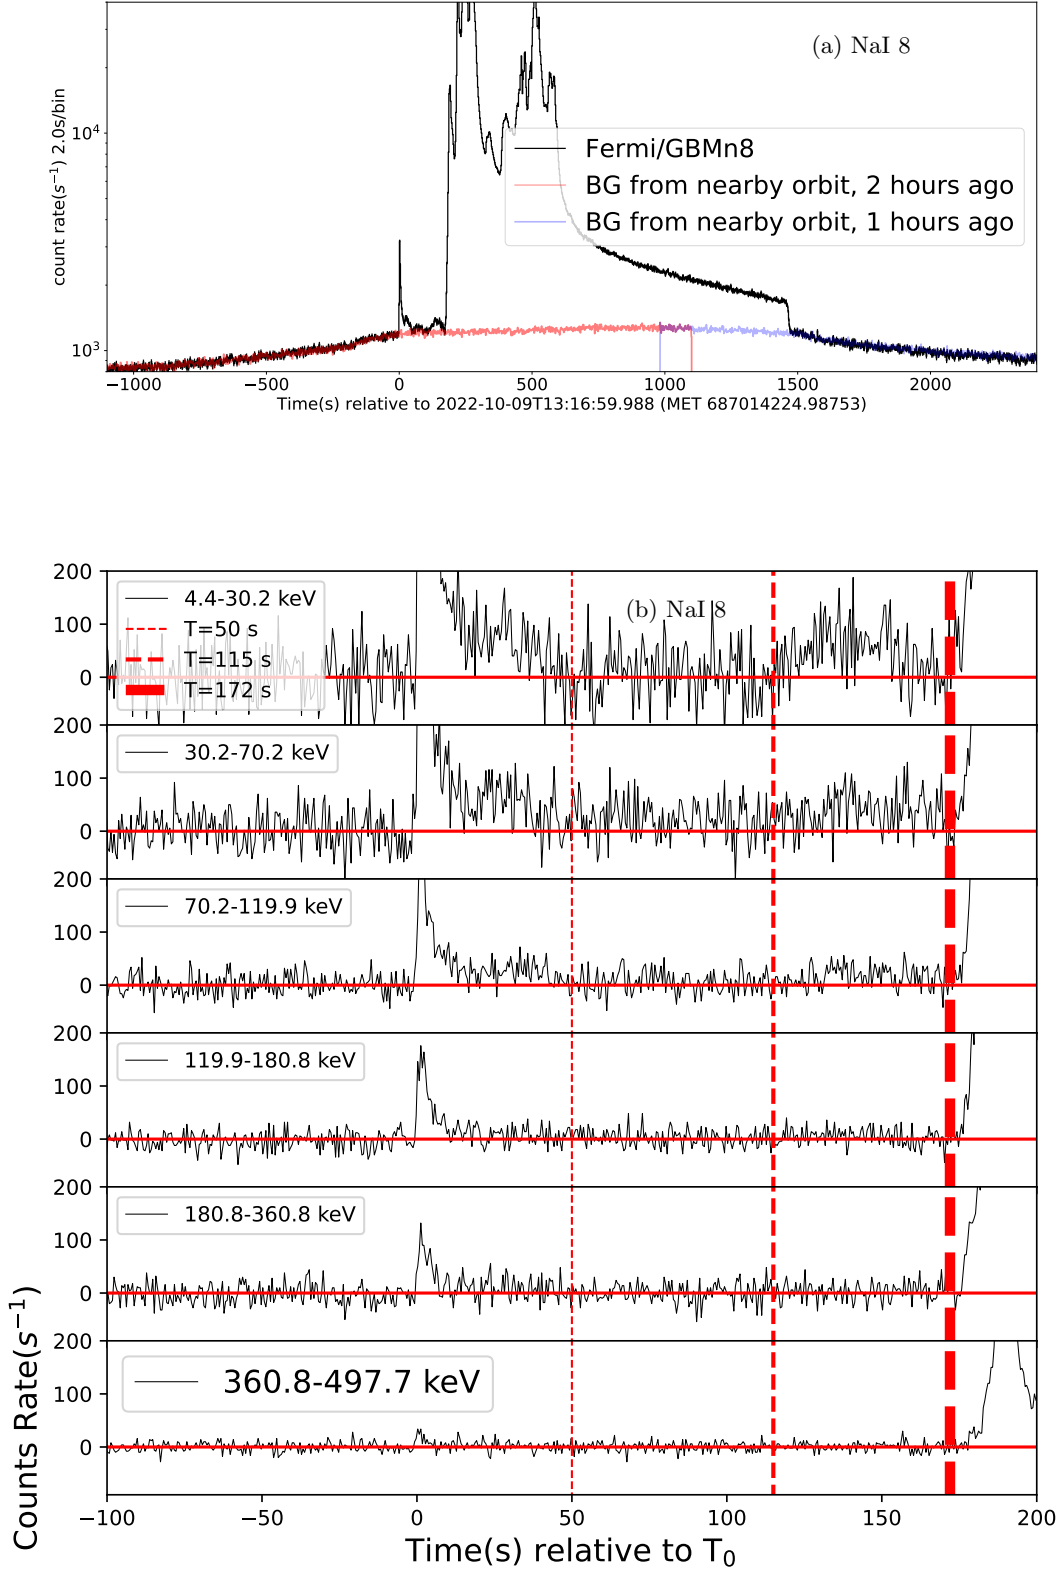 (a) NaI 8
10⁴
10³
count rate(s⁻¹) 2.0s/bin
Fermi/GBMn8
BG from nearby orbit, 2 hours ago
BG from nearby orbit, 1 hours ago
−1000 −500 0 500 1000 1500 2000
Time(s) relative to 2022-10-09T13:16:59.988 (MET 687014224.98753)
200
100
0
4.4-30.2 keV
T=50 s
T=115 s
T=172 s
(b) NaI 8
200
100
0
30.2-70.2 keV
200
100
0
70.2-119.9 keV
200
100
0
119.9-180.8 keV
200
100
0
180.8-360.8 keV
200
100
0
360.8-497.7 keV
Counts Rate(s⁻¹)
−100 −50 0 50 100 150 200
Time(s) relative to T₀